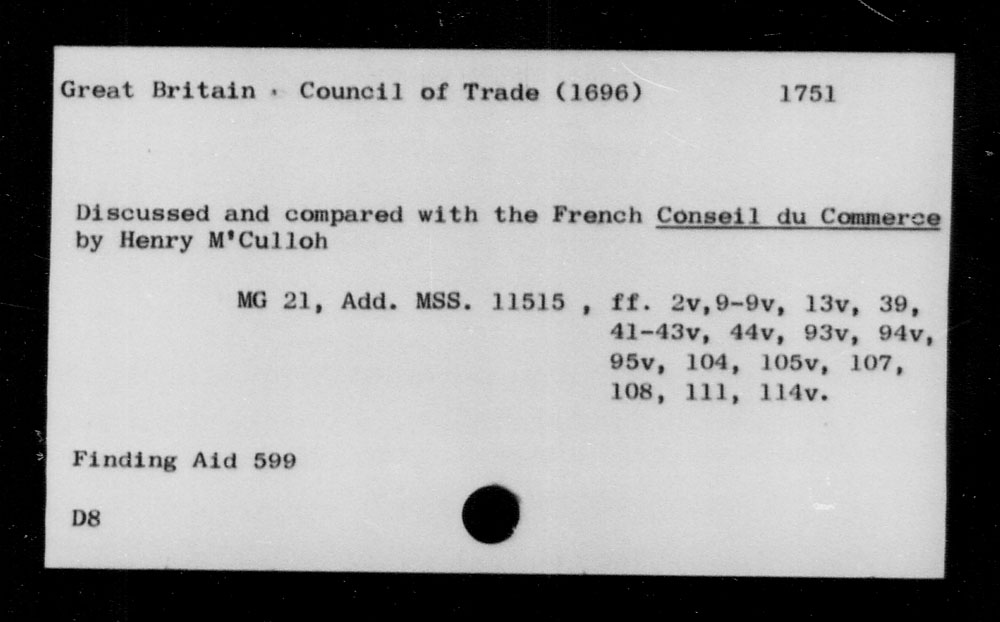 Great Britain. Council of Trade (1696) 1751
Discussed and compared with the French Conseil du Commerce
by Henry M'Culloh
MG 21, Add. MSS. 11515 , ff. 2v,9-9v, 13v, 39,
41-43v, 44v, 93v, 94v,
95v, 104, 105v, 107,
108, 111, 114v.
Finding Aid 599
D8